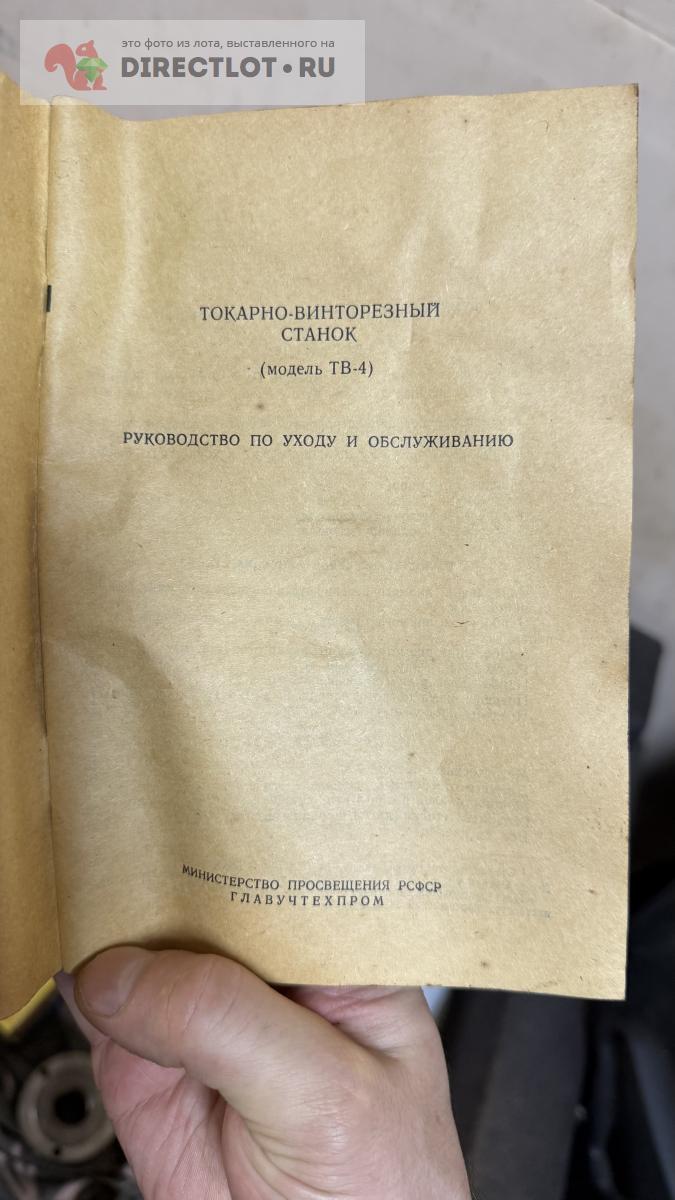 это фото из лота, выставленного на
DIRECTLOT.RU
ТОКАРНО-ВИНТОРЕЗНЫЙ
СТАНОК
(модель ТВ-4)
РУКОВОДСТВО ПО УХОДУ И ОБСЛУЖИВАНИЮ
МИНИСТЕРСТВО ПРОСВЕЩЕНИЯ РСФСР
ГЛАВУЧТЕХПРОМ